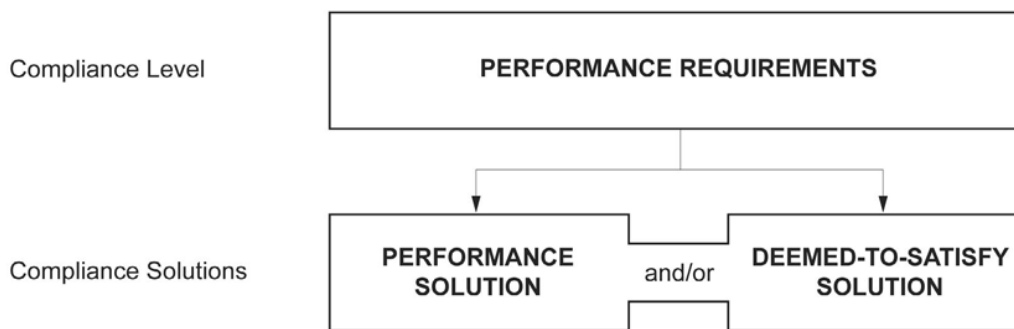 Compliance Level
PERFORMANCE REQUIREMENTS
Compliance Solutions
PERFORMANCE
SOLUTION
and/or
DEEMED-TO-SATISFY
SOLUTION